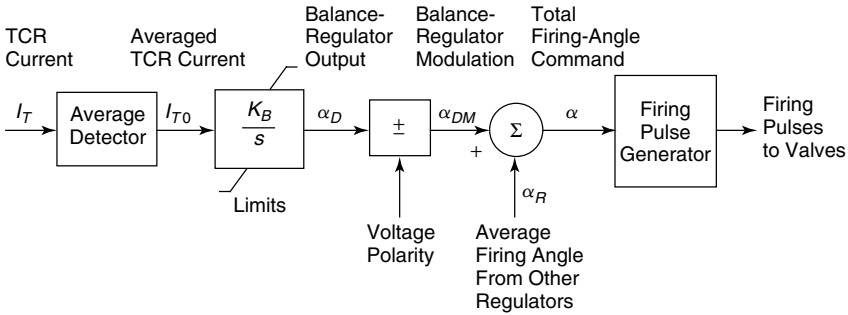 TCR
Current
Averaged
TCR Current
Balance-
Regulator
Output
Balance-
Regulator
Modulation
Total
Firing-Angle
Command
I_T
Average
Detector
I_T0
K_B
s
Limits
α_D
±
Voltage
Polarity
α_DM
+
Σ
α_R
Average
Firing Angle
From Other
Regulators
α
Firing
Pulse
Generator
Firing
Pulses
to Valves